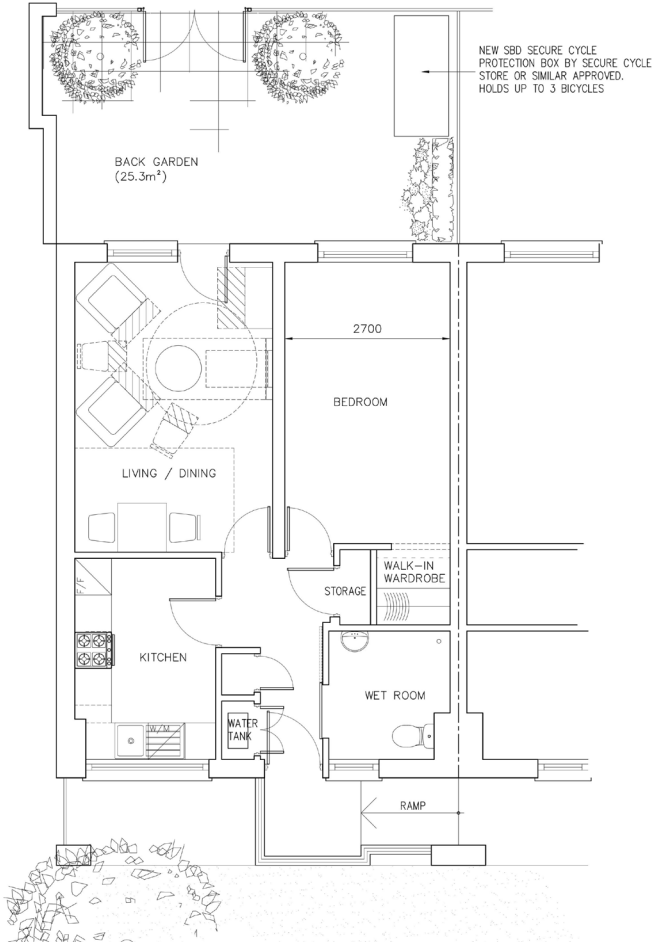 NEW SBD SECURE CYCLE
PROTECTION BOX BY SECURE CYCLE
STORE OR SIMILAR APPROVED.
HOLDS UP TO 3 BICYCLES
BACK GARDEN
(25.3m²)
2700
BEDROOM
LIVING / DINING
WALK-IN
WARDROBE
STORAGE
F/F
KITCHEN
WET ROOM
W/M
WATER
TANK
RAMP